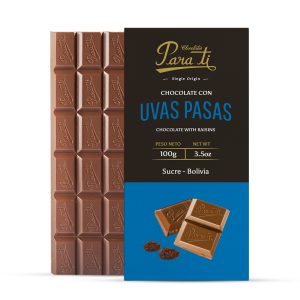 Chocolates
Para ti
Single Origin
CHOCOLATE CON
UVAS PASAS
CHOCOLATE WITH RAISINS
PESO NETO NET WT
100g 3.5oz
Sucre - Bolivia